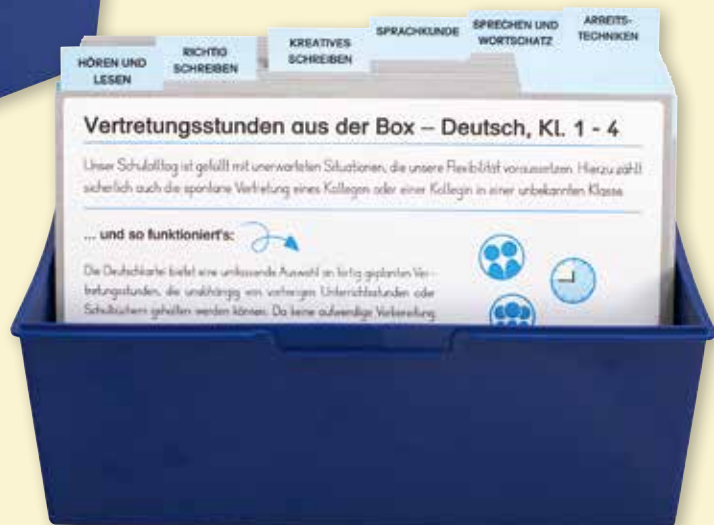 HÖREN UND
LESEN
RICHTIG
SCHREIBEN
KREATIVES
SCHREIBEN
SPRACHKUNDE
SPRECHEN UND
WORTSCHATZ
ARBEITS-
TECHNIKEN
Vertretungsstunden aus der Box – Deutsch, Kl. 1 - 4
Unser Schulalltag ist gefüllt mit unerwarteten Situationen, die unsere Flexibilität voraussetzen. Hierzu zählt
sicherlich auch die spontane Vertretung eines Kollegen oder einer Kollegin in einer unbekannten Klasse.
... und so funktioniert's:
Die Deutschkartei bietet eine umfassende Auswahl an fertig geplanten Ver-
tretungsstunden, die unabhängig von vorherigen Unterrichtsstunden oder
Schulbüchern gehalten werden können. Da keine aufwendige Vorbereitung